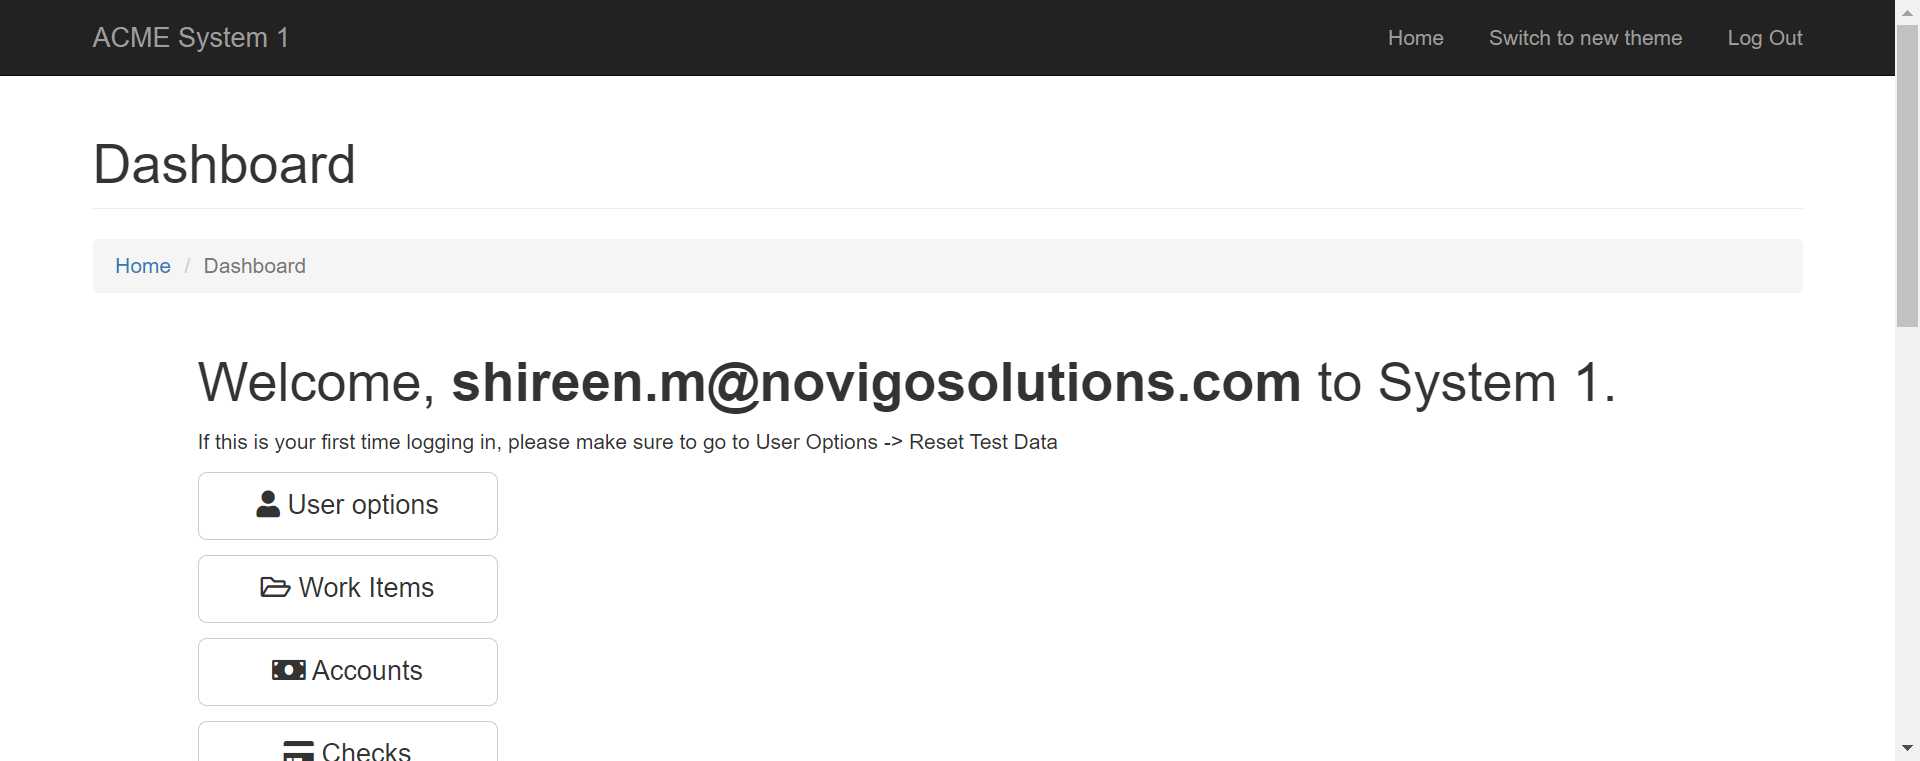 ACME System 1
Home
Switch to new theme
Log Out
Dashboard
Home / Dashboard
Welcome, shireen.m@novigosolutions.com to System 1.
If this is your first time logging in, please make sure to go to User Options -> Reset Test Data
User options
Work Items
Accounts
Checks